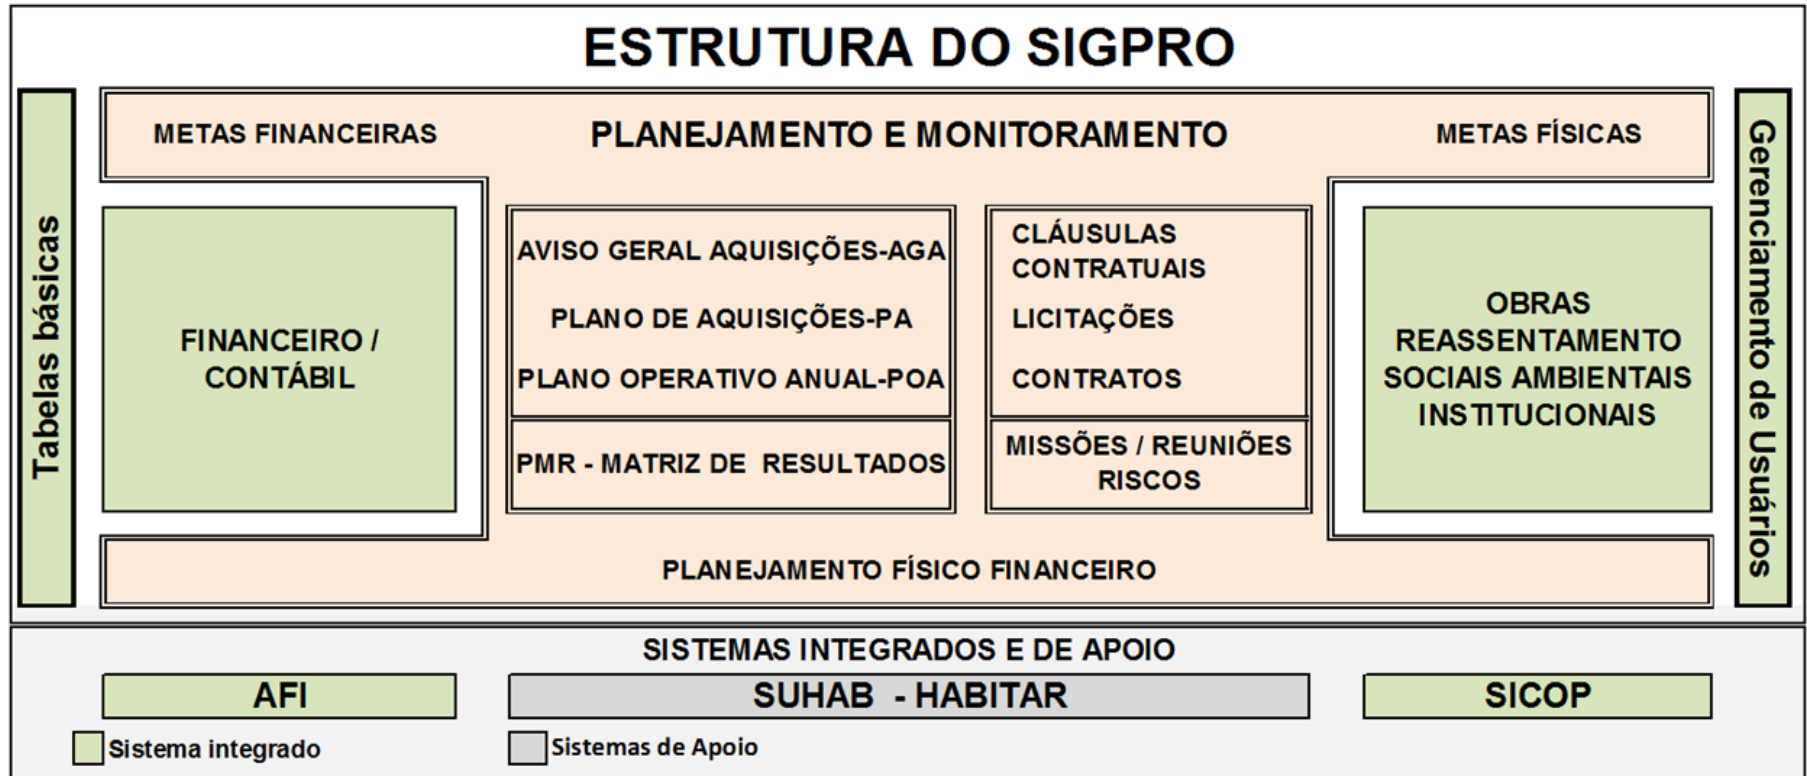 ESTRUTURA DO SIGPRO
Tabelas básicas
METAS FINANCEIRAS
PLANEJAMENTO E MONITORAMENTO
METAS FÍSICAS
FINANCEIRO /
CONTÁBIL
AVISO GERAL AQUISIÇÕES-AGA
PLANO DE AQUISIÇÕES-PA
PLANO OPERATIVO ANUAL-POA
PMR - MATRIZ DE RESULTADOS
CLÁUSULAS
CONTRATUAIS
LICITAÇÕES
CONTRATOS
MISSÕES / REUNIÕES
RISCOS
OBRAS
REASSENTAMENTO
SOCIAIS AMBIENTAIS
INSTITUCIONAIS
Gerenciamento de Usuários
PLANEJAMENTO FÍSICO FINANCEIRO
SISTEMAS INTEGRADOS E DE APOIO
AFI
SUHAB - HABITAR
SICOP
Sistema integrado
Sistemas de Apoio